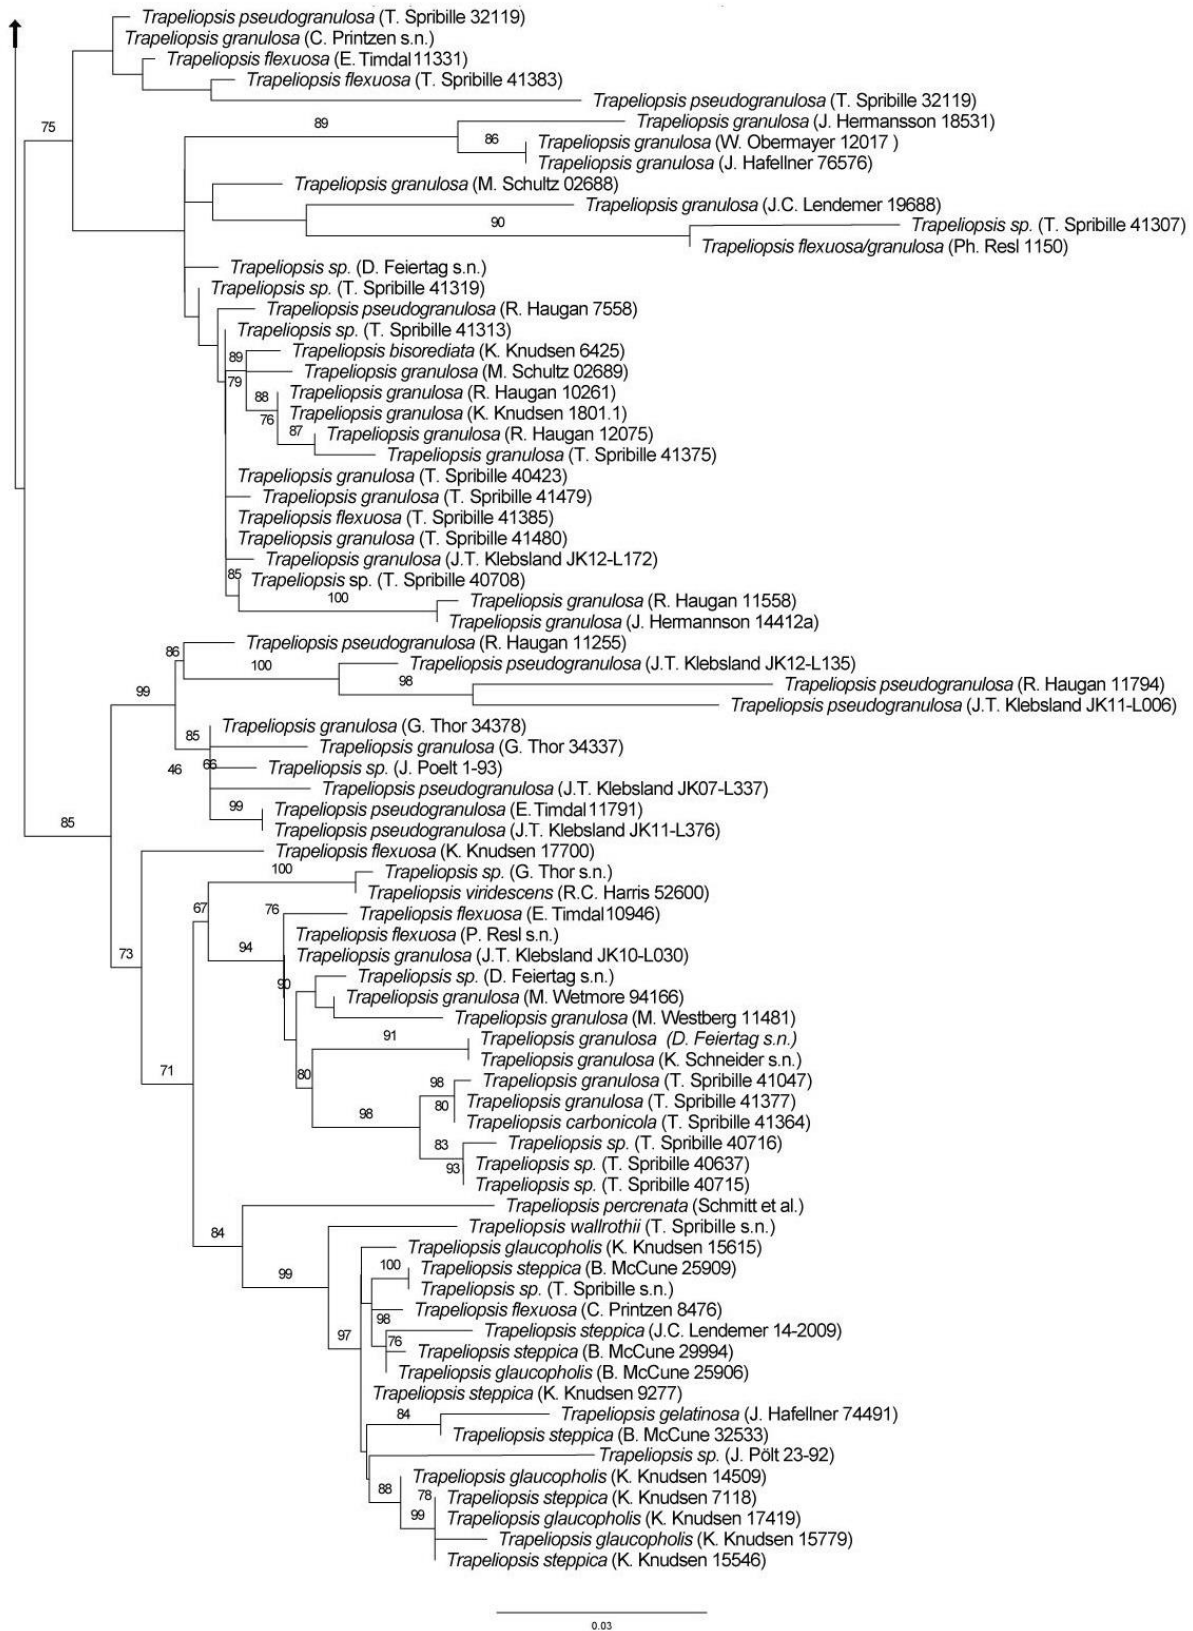 Trapeliopsis pseudogranulosa (T. Spribille 32119)
Trapeliopsis granulosa (C. Printzen s.n.)
Trapeliopsis flexuosa (E. Timdal 11331)
Trapeliopsis flexuosa (T. Spribille 41383)
Trapeliopsis pseudogranulosa (T. Spribille 32119)
75
89
Trapeliopsis granulosa (J. Hermansson 18531)
86
Trapeliopsis granulosa (W. Obermayer 12017 )
Trapeliopsis granulosa (J. Hafellner 76576)
Trapeliopsis granulosa (M. Schultz 02688)
Trapeliopsis granulosa (J.C. Lendemer 19688)
90
Trapeliopsis sp. (T. Spribille 41307)
Trapeliopsis flexuosa/granulosa (Ph. Resl 1150)
Trapeliopsis sp. (D. Feiertag s.n.)
Trapeliopsis sp. (T. Spribille 41319)
Trapeliopsis pseudogranulosa (R. Haugan 7558)
Trapeliopsis sp. (T. Spribille 41313)
89
Trapeliopsis bisorediata (K. Knudsen 6425)
79
Trapeliopsis granulosa (M. Schultz 02689)
88
Trapeliopsis granulosa (R. Haugan 10261)
76
Trapeliopsis granulosa (K. Knudsen 1801.1)
87
Trapeliopsis granulosa (R. Haugan 12075)
Trapeliopsis granulosa (T. Spribille 41375)
Trapeliopsis granulosa (T. Spribille 40423)
Trapeliopsis granulosa (T. Spribille 41479)
Trapeliopsis flexuosa (T. Spribille 41385)
Trapeliopsis granulosa (T. Spribille 41480)
Trapeliopsis granulosa (J.T. Klebsland JK12-L172)
85
Trapeliopsis sp. (T. Spribille 40708)
100
Trapeliopsis granulosa (R. Haugan 11558)
Trapeliopsis granulosa (J. Hermannson 14412a)
86
Trapeliopsis pseudogranulosa (R. Haugan 11255)
100
Trapeliopsis pseudogranulosa (J.T. Klebsland JK12-L135)
99
98
Trapeliopsis pseudogranulosa (R. Haugan 11794)
Trapeliopsis pseudogranulosa (J.T. Klebsland JK11-L006)
Trapeliopsis granulosa (G. Thor 34378)
85
Trapeliopsis granulosa (G. Thor 34337)
46
66
Trapeliopsis sp. (J. Poelt 1-93)
Trapeliopsis pseudogranulosa (J.T. Klebsland JK07-L337)
99
Trapeliopsis pseudogranulosa (E. Timdal 11791)
85
Trapeliopsis pseudogranulosa (J.T. Klebsland JK11-L376)
Trapeliopsis flexuosa (K. Knudsen 17700)
100
Trapeliopsis sp. (G. Thor s.n.)
Trapeliopsis viridescens (R.C. Harris 52600)
67
76
Trapeliopsis flexuosa (E. Timdal 10946)
Trapeliopsis flexuosa (P. Resl s.n.)
73
94
Trapeliopsis granulosa (J.T. Klebsland JK10-L030)
90
Trapeliopsis sp. (D. Feiertag s.n.)
Trapeliopsis granulosa (M. Wetmore 94166)
Trapeliopsis granulosa (M. Westberg 11481)
91
Trapeliopsis granulosa (D. Feiertag s.n.)
Trapeliopsis granulosa (K. Schneider s.n.)
71
80
98
Trapeliopsis granulosa (T. Spribille 41047)
80
Trapeliopsis granulosa (T. Spribille 41377)
98
Trapeliopsis carbonicola (T. Spribille 41364)
83
Trapeliopsis sp. (T. Spribille 40716)
93
Trapeliopsis sp. (T. Spribille 40637)
Trapeliopsis sp. (T. Spribille 40715)
Trapeliopsis percrenata (Schmitt et al.)
84
Trapeliopsis wallrothii (T. Spribille s.n.)
Trapeliopsis glaucopholis (K. Knudsen 15615)
99
100
Trapeliopsis steppica (B. McCune 25909)
Trapeliopsis sp. (T. Spribille s.n.)
98
Trapeliopsis flexuosa (C. Printzen 8476)
97
Trapeliopsis steppica (J.C. Lendemer 14-2009)
76
Trapeliopsis steppica (B. McCune 29994)
Trapeliopsis glaucopholis (B. McCune 25906)
Trapeliopsis steppica (K. Knudsen 9277)
84
Trapeliopsis gelatinosa (J. Hafellner 74491)
Trapeliopsis steppica (B. McCune 32533)
Trapeliopsis sp. (J. Pölt 23-92)
Trapeliopsis glaucopholis (K. Knudsen 14509)
88
78
Trapeliopsis steppica (K. Knudsen 7118)
99
Trapeliopsis glaucopholis (K. Knudsen 17419)
Trapeliopsis glaucopholis (K. Knudsen 15779)
Trapeliopsis steppica (K. Knudsen 15546)
0.03